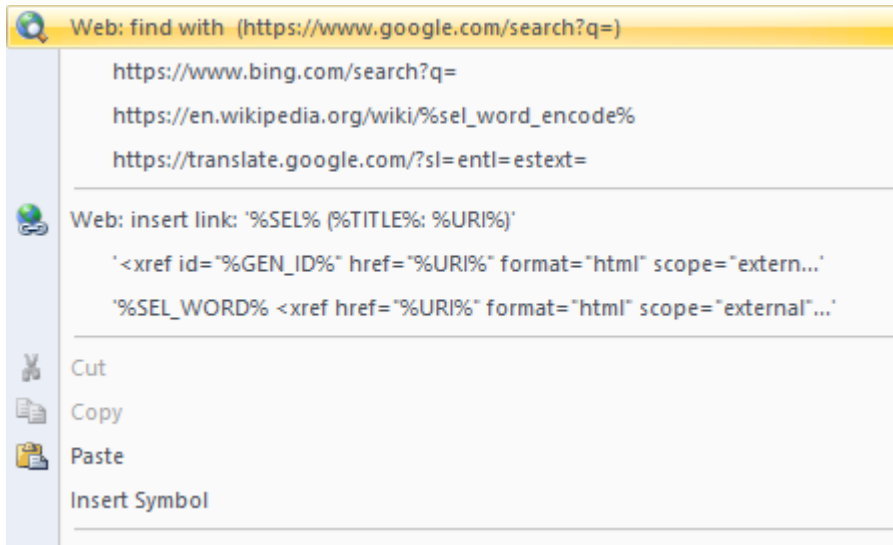 Web: find with  (https://www.google.com/search?q=)
https://www.bing.com/search?q=
https://en.wikipedia.org/wiki/%sel_word_encode%
https://translate.google.com/?sl=entl=estext=
Web: insert link: '%SEL% (%TITLE%: %URI%)'
'<xref id="%GEN_ID%" href="%URI%" format="html" scope="extern...'
'%SEL_WORD% <xref href="%URI%" format="html" scope="external"...'
Cut
Copy
Paste
Insert Symbol